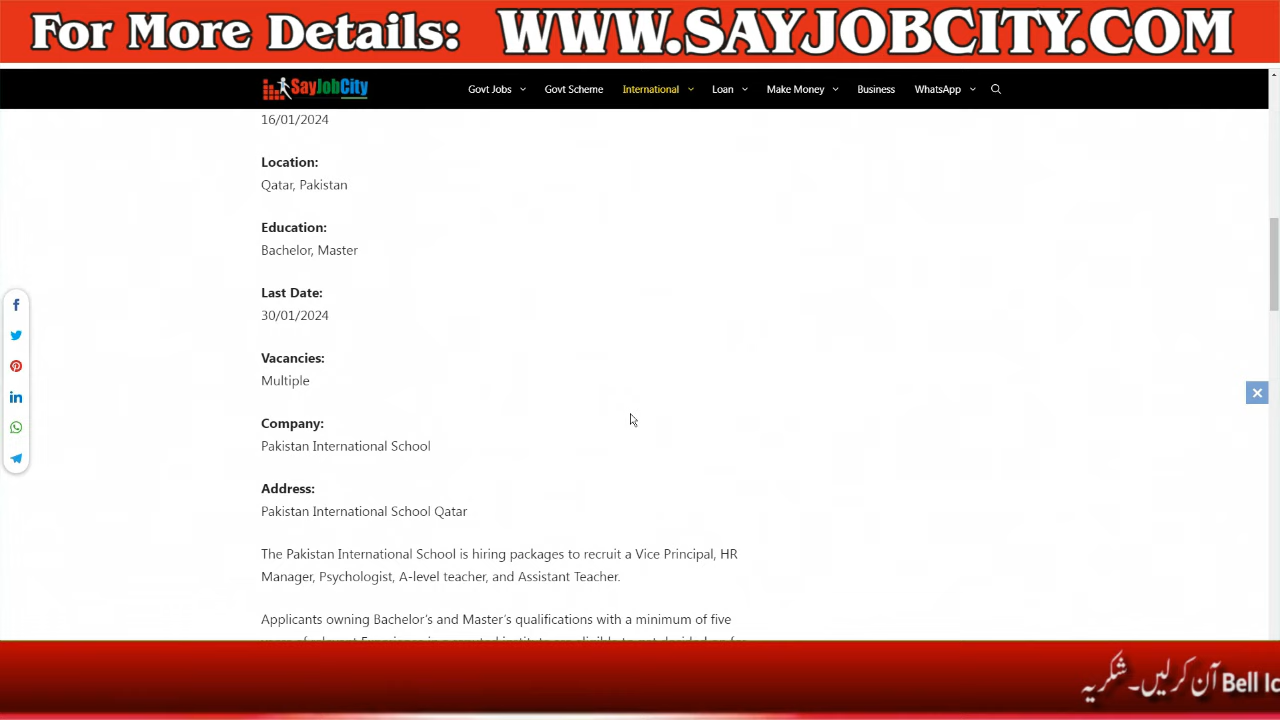 For More Details: WWW.SAYJOBCITY.COM
SayJobCity Govt Jobs Govt Scheme International Loan Make Money Business WhatsApp
16/01/2024
Location:
Qatar, Pakistan
Education:
Bachelor, Master
Last Date:
30/01/2024
Vacancies:
Multiple
Company:
Pakistan International School
Address:
Pakistan International School Qatar
The Pakistan International School is hiring packages to recruit a Vice Principal, HR
Manager, Psychologist, A-level teacher, and Assistant Teacher.
Applicants owning Bachelor's and Master's qualifications with a minimum of five
Bell آن کرلیں۔شکریہ